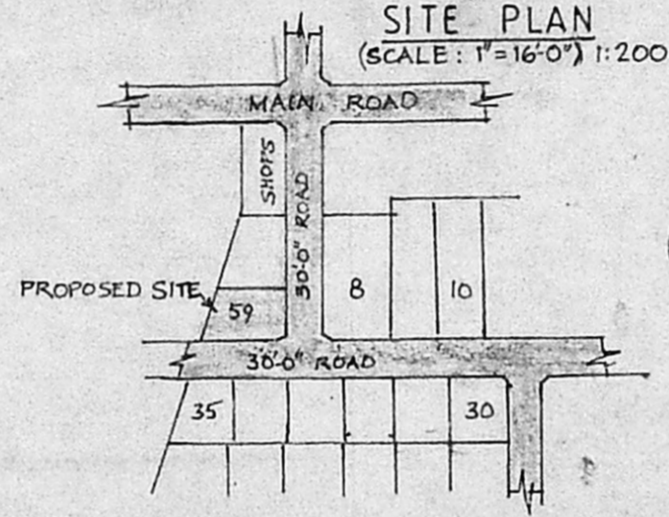 SITE PLAN
(SCALE: 1"=16'-0") 1:200
MAIN ROAD
SHOPS
30'-0" ROAD
PROPOSED SITE
59
8
10
30'-0" ROAD
35
30